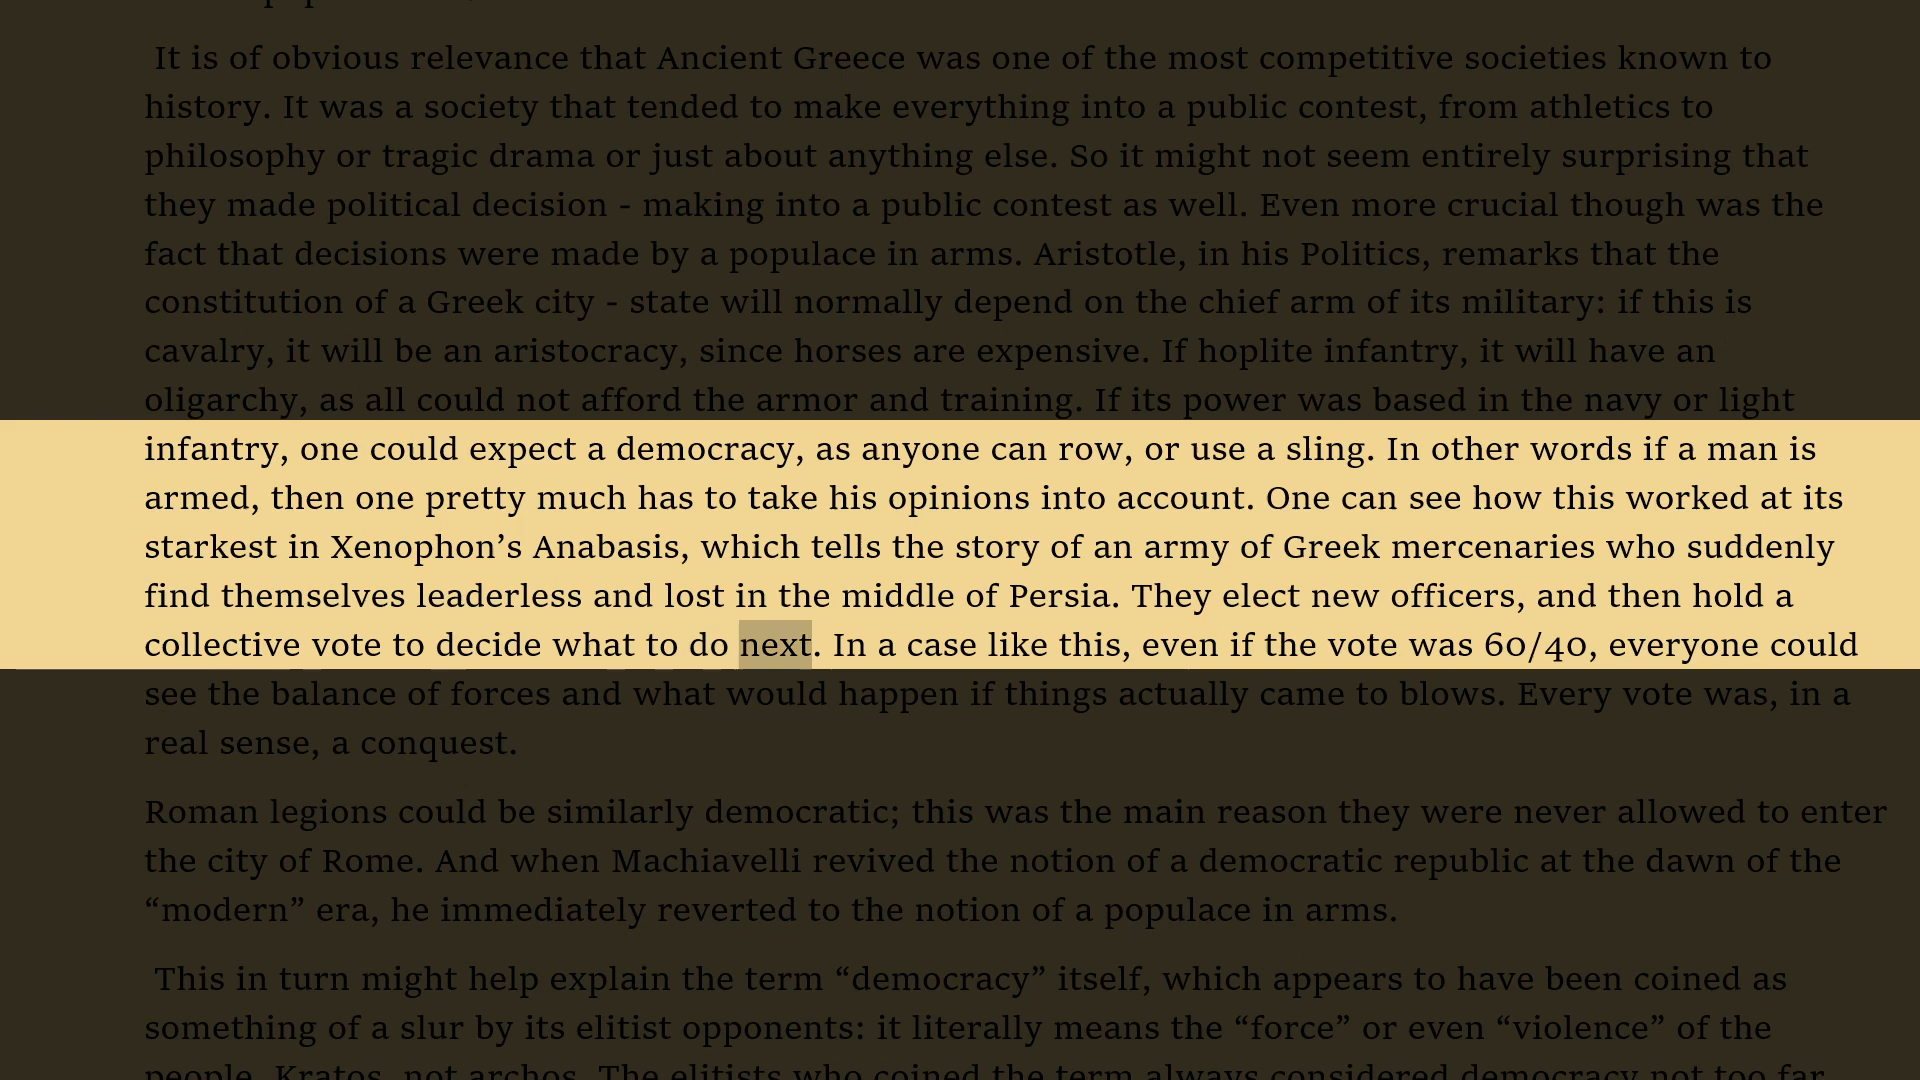 It is of obvious relevance that Ancient Greece was one of the most competitive societies known to
history. It was a society that tended to make everything into a public contest, from athletics to
philosophy or tragic drama or just about anything else. So it might not seem entirely surprising that
they made political decision - making into a public contest as well. Even more crucial though was the
fact that decisions were made by a populace in arms. Aristotle, in his Politics, remarks that the
constitution of a Greek city - state will normally depend on the chief arm of its military: if this is
cavalry, it will be an aristocracy, since horses are expensive. If hoplite infantry, it will have an
oligarchy, as all could not afford the armor and training. If its power was based in the navy or light
infantry, one could expect a democracy, as anyone can row, or use a sling. In other words if a man is
armed, then one pretty much has to take his opinions into account. One can see how this worked at its
starkest in Xenophon’s Anabasis, which tells the story of an army of Greek mercenaries who suddenly
find themselves leaderless and lost in the middle of Persia. They elect new officers, and then hold a
collective vote to decide what to do next. In a case like this, even if the vote was 60/40, everyone could
see the balance of forces and what would happen if things actually came to blows. Every vote was, in a
real sense, a conquest.
Roman legions could be similarly democratic; this was the main reason they were never allowed to enter
the city of Rome. And when Machiavelli revived the notion of a democratic republic at the dawn of the
“modern” era, he immediately reverted to the notion of a populace in arms.
This in turn might help explain the term “democracy” itself, which appears to have been coined as
something of a slur by its elitist opponents: it literally means the “force” or even “violence” of the
people. Kratos, not archos. The elitists who coined the term always considered democracy not too far